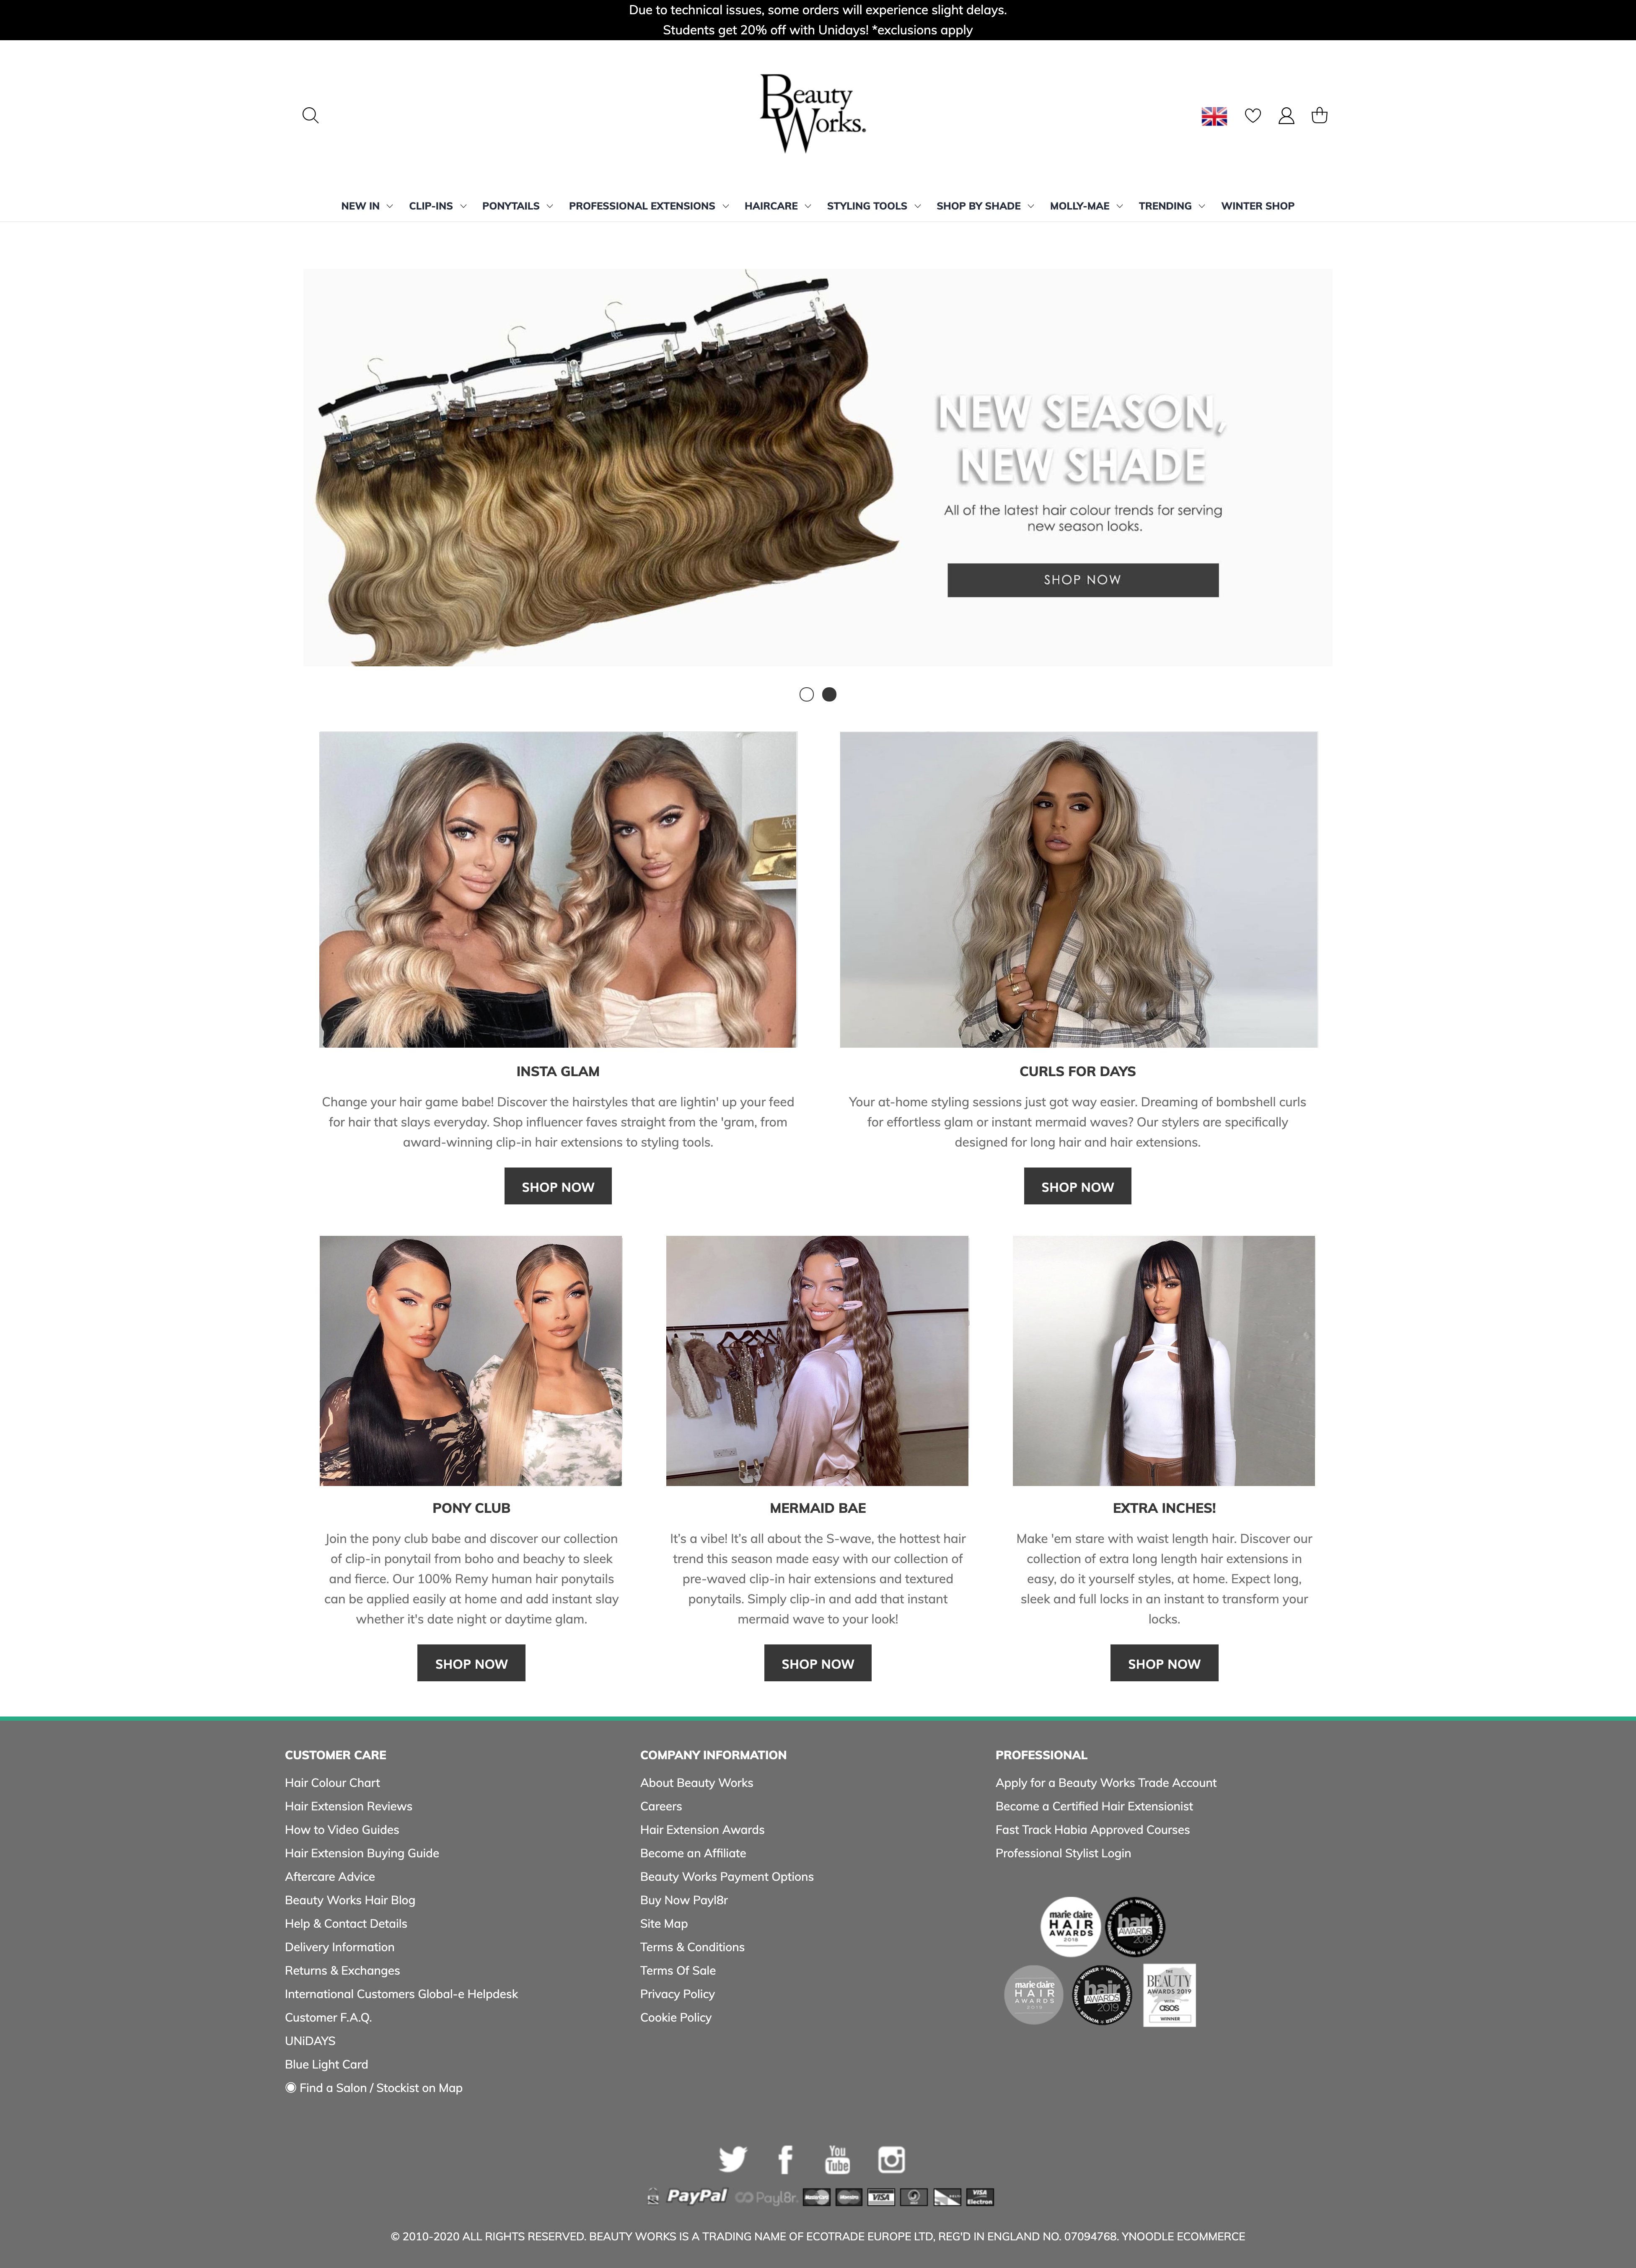 Due to technical issues, some orders will experience slight delays.
Students get 20% off with Unidays! *exclusions apply
Beauty
Works.
NEW IN
CLIP-INS
PONYTAILS
PROFESSIONAL EXTENSIONS
HAIRCARE
STYLING TOOLS
SHOP BY SHADE
MOLLY-MAE
TRENDING
WINTER SHOP
NEW SEASON,
NEW SHADE
All of the latest hair colour trends for serving
new season looks.
SHOP NOW
INSTA GLAM
Change your hair game babe! Discover the hairstyles that are lightin' up your feed
for hair that slays everyday. Shop influencer faves straight from the 'gram, from
award-winning clip-in hair extensions to styling tools.
SHOP NOW
CURLS FOR DAYS
Your at-home styling sessions just got way easier. Dreaming of bombshell curls
for effortless glam or instant mermaid waves? Our stylers are specifically
designed for long hair and hair extensions.
SHOP NOW
PONY CLUB
Join the pony club babe and discover our collection
of clip-in ponytail from boho and beachy to sleek
and fierce. Our 100% Remy human hair ponytails
can be applied easily at home and add instant slay
whether it's date night or daytime glam.
SHOP NOW
MERMAID BAE
It's a vibe! It's all about the S-wave, the hottest hair
trend this season made easy with our collection of
pre-waved clip-in hair extensions and textured
ponytails. Simply clip-in and add that instant
mermaid wave to your look!
SHOP NOW
EXTRA INCHES!
Make 'em stare with waist length hair. Discover our
collection of extra long length hair extensions in
easy, do it yourself styles, at home. Expect long,
sleek and full locks in an instant to transform your
locks.
SHOP NOW
CUSTOMER CARE
Hair Colour Chart
Hair Extension Reviews
How to Video Guides
Hair Extension Buying Guide
Aftercare Advice
Beauty Works Hair Blog
Help & Contact Details
Delivery Information
Returns & Exchanges
International Customers Global-e Helpdesk
Customer F.A.Q.
UNiDAYS
Blue Light Card
Find a Salon / Stockist on Map
COMPANY INFORMATION
About Beauty Works
Careers
Hair Extension Awards
Become an Affiliate
Beauty Works Payment Options
Buy Now Payl8r
Site Map
Terms & Conditions
Terms Of Sale
Privacy Policy
Cookie Policy
PROFESSIONAL
Apply for a Beauty Works Trade Account
Become a Certified Hair Extensionist
Fast Track Habia Approved Courses
Professional Stylist Login
marie claire
HAIR
AWARDS
2018
WINNER
hair
AWARDS
2018
marie claire
HAIR
AWARDS
2019
WINNER
hair
AWARDS
2019
THE
BEAUTY
AWARDS 2019
WITH
asos
WINNER
You
Tube
PayPal
Payl8r.
MasterCard
Maestro
VISA
VISA
Electron
© 2010-2020 ALL RIGHTS RESERVED. BEAUTY WORKS IS A TRADING NAME OF ECOTRADE EUROPE LTD, REG'D IN ENGLAND NO. 07094768. YNOODLE ECOMMERCE